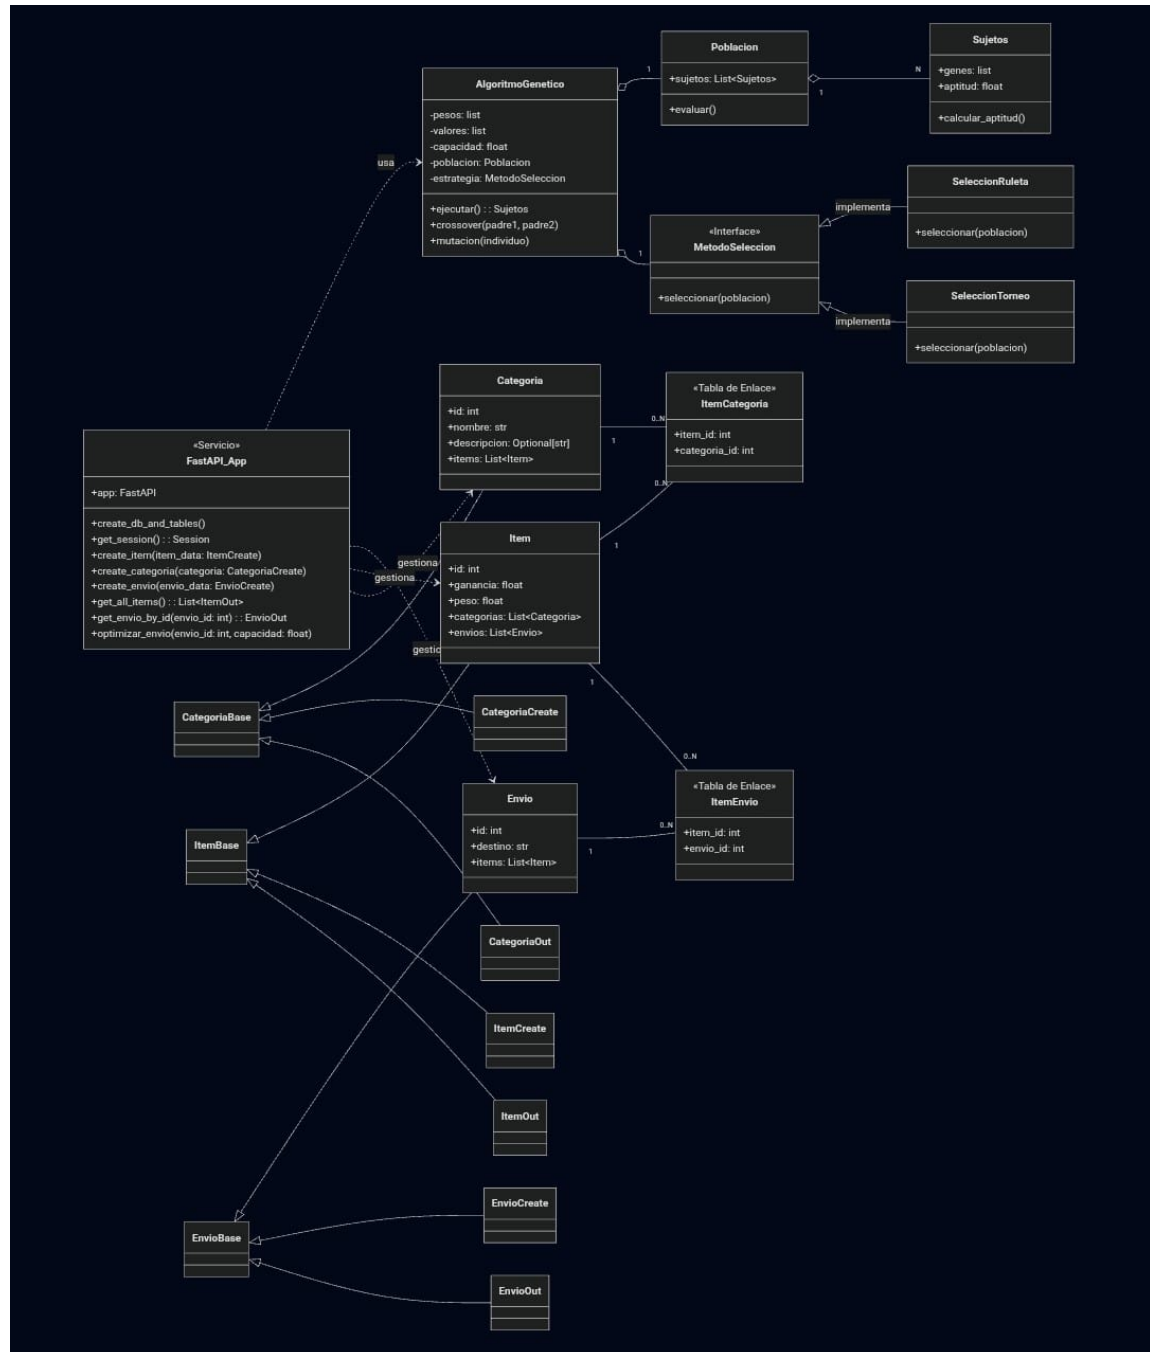 Poblacion
+sujetos: List<Sujetos>
+evaluar()
1
1
N
Sujetos
+genes: list
+aptitud: float
+calcular_aptitud()
AlgoritmoGenetico
-pesos: list
-valores: list
-capacidad: float
-poblacion: Poblacion
-estrategia: MetodoSeleccion
+ejecutar() : : Sujetos
+crossover(padre1, padre2)
+mutacion(individuo)
usa
1
«Interface»
MetodoSeleccion
+seleccionar(poblacion)
implementa
SeleccionRuleta
+seleccionar(poblacion)
implementa
SeleccionTorneo
+seleccionar(poblacion)
Categoria
+id: int
+nombre: str
+descripcion: Optional[str]
+items: List<Item>
1
0..N
«Tabla de Enlace»
ItemCategoria
+item_id: int
+categoria_id: int
0..N
1
«Servicio»
FastAPI_App
+app: FastAPI
+create_db_and_tables()
+get_session() : : Session
+create_item(item_data: ItemCreate)
+create_categoria(categoria: CategoriaCreate)
+create_envio(envio_data: EnvioCreate)
+get_all_items() : : List<ItemOut>
+get_envio_by_id(envio_id: int) : : EnvioOut
+optimizar_envio(envio_id: int, capacidad: float)
gestiona
gestiona
gestic
Item
+id: int
+ganancia: float
+peso: float
+categorias: List<Categoria>
+envios: List<Envio>
1
0..N
CategoriaBase
CategoriaCreate
Envio
+id: int
+destino: str
+items: List<Item>
1
0..N
«Tabla de Enlace»
ItemEnvio
+item_id: int
+envio_id: int
ItemBase
CategoriaOut
ItemCreate
ItemOut
EnvioCreate
EnvioBase
EnvioOut